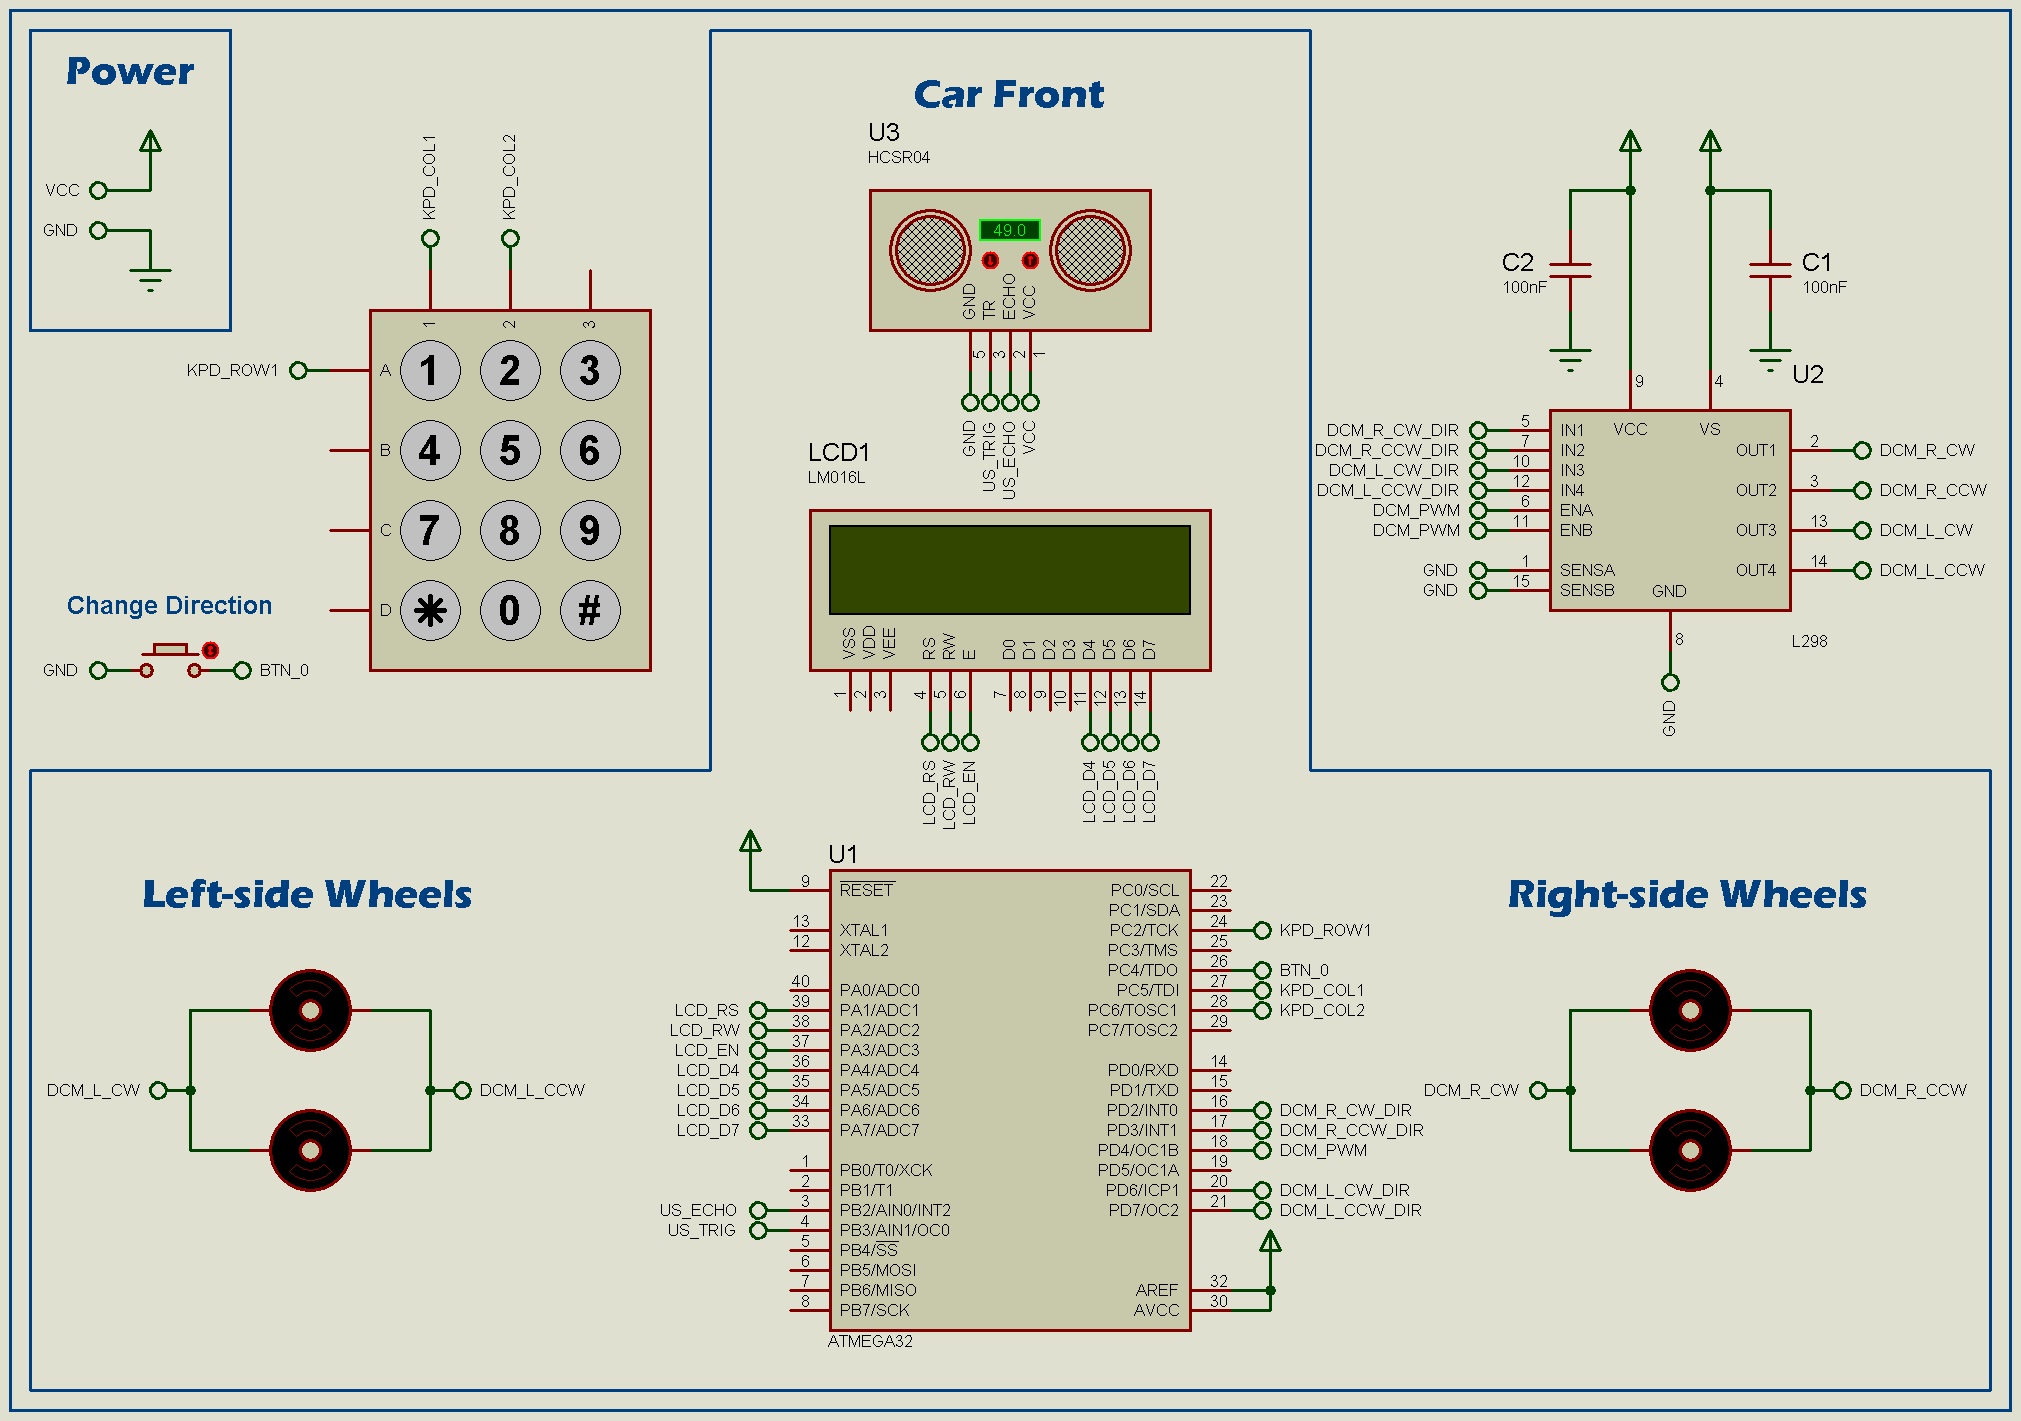 Power
VCC
GND
KPD_COL1
KPD_COL2
1
2
3
KPD_ROW1
A
1
2
3
B
4
5
6
C
7
8
9
D
*
0
#
Change Direction
GND
BTN_0
Car Front
U3
HCSR04
49.0
GND
TR
ECHO
VCC
5
3
2
1
GND
US_TRIG
US_ECHO
VCC
LCD1
LM016L
VSS
VDD
VEE
RS
RW
E
D0
D1
D2
D3
D4
D5
D6
D7
1
2
3
4
5
6
7
8
9
10
11
12
13
14
LCD_RS
LCD_RW
LCD_EN
LCD_D4
LCD_D5
LCD_D6
LCD_D7
C2
100nF
C1
100nF
U2
9
4
DCM_R_CW_DIR 5 IN1
DCM_R_CCW_DIR 7 IN2
DCM_L_CW_DIR 10 IN3
DCM_L_CCW_DIR 12 IN4
DCM_PWM 6 ENA
DCM_PWM 11 ENB
GND 1 SENSA
GND 15 SENSB
VCC
VS
OUT1 2 DCM_R_CW
OUT2 3 DCM_R_CCW
OUT3 13 DCM_L_CW
OUT4 14 DCM_L_CCW
GND
8
GND
L298
Left-side Wheels
DCM_L_CW
DCM_L_CCW
U1
9 RESET
13 XTAL1
12 XTAL2
40 PA0/ADC0
LCD_RS 39 PA1/ADC1
LCD_RW 38 PA2/ADC2
LCD_EN 37 PA3/ADC3
LCD_D4 36 PA4/ADC4
LCD_D5 35 PA5/ADC5
LCD_D6 34 PA6/ADC6
LCD_D7 33 PA7/ADC7
1 PB0/T0/XCK
2 PB1/T1
US_ECHO 3 PB2/AIN0/INT2
US_TRIG 4 PB3/AIN1/OC0
5 PB4/SS
6 PB5/MOSI
7 PB6/MISO
8 PB7/SCK
PC0/SCL 22
PC1/SDA 23
PC2/TCK 24 KPD_ROW1
PC3/TMS 25
PC4/TDO 26 BTN_0
PC5/TDI 27 KPD_COL1
PC6/TOSC1 28 KPD_COL2
PC7/TOSC2 29
PD0/RXD 14
PD1/TXD 15
PD2/INT0 16 DCM_R_CW_DIR
PD3/INT1 17 DCM_R_CCW_DIR
PD4/OC1B 18 DCM_PWM
PD5/OC1A 19
PD6/ICP1 20 DCM_L_CW_DIR
PD7/OC2 21 DCM_L_CCW_DIR
AREF 32
AVCC 30
ATMEGA32
Right-side Wheels
DCM_R_CW
DCM_R_CCW